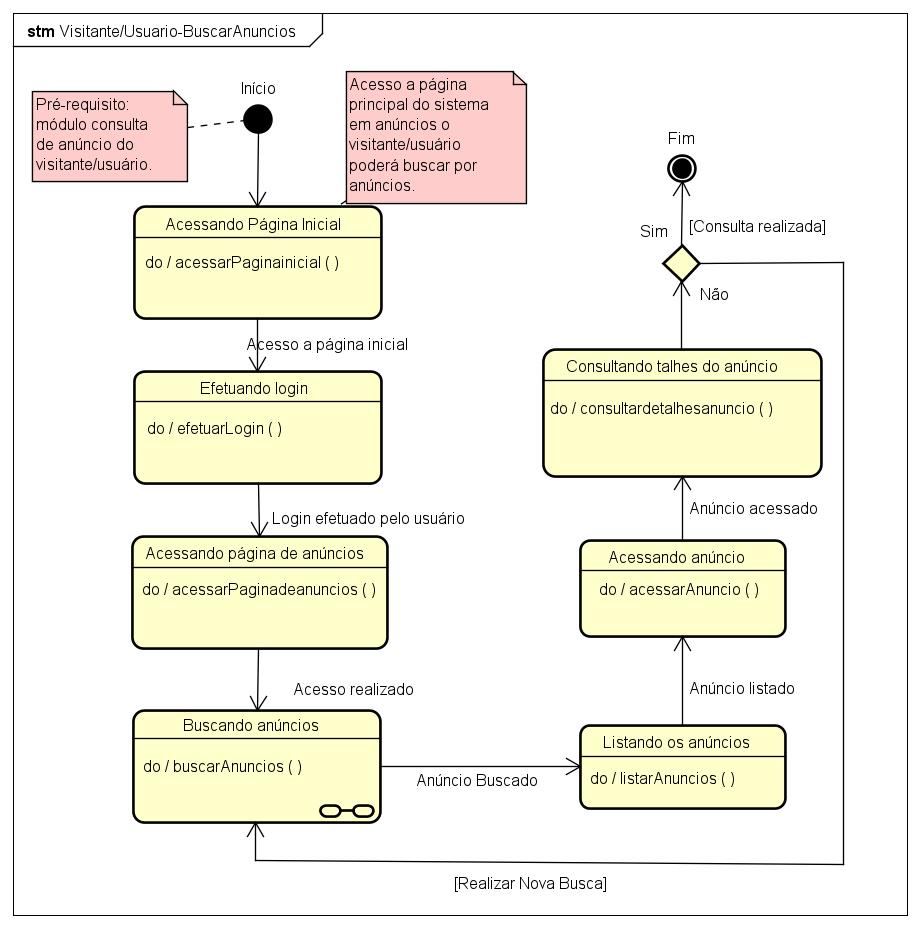 stm Visitante/Usuario-BuscarAnuncios
Início
Pré-requisito:
módulo consulta
de anúncio do
visitante/usuário.
Acesso a página
principal do sistema
em anúncios o
visitante/usuário
poderá buscar por
anúncios.
Acessando Página Inicial
do / acessarPaginainicial ( )
Acesso a página inicial
Efetuando login
do / efetuarLogin ( )
Login efetuado pelo usuário
Acessando página de anúncios
do / acessarPaginadeanuncios ( )
Acesso realizado
Buscando anúncios
do / buscarAnuncios ( )
Anúncio Buscado
Listando os anúncios
do / listarAnuncios ( )
Anúncio listado
Acessando anúncio
do / acessarAnuncio ( )
Anúncio acessado
Consultando talhes do anúncio
do / consultardetalhesanuncio ( )
Não
Sim
[Consulta realizada]
Fim
[Realizar Nova Busca]